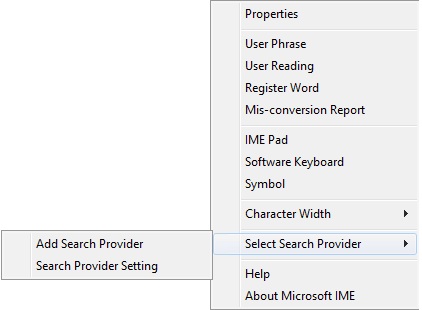 Properties
User Phrase
User Reading
Register Word
Mis-conversion Report
IME Pad
Software Keyboard
Symbol
Character Width
Select Search Provider
Add Search Provider
Search Provider Setting
Help
About Microsoft IME